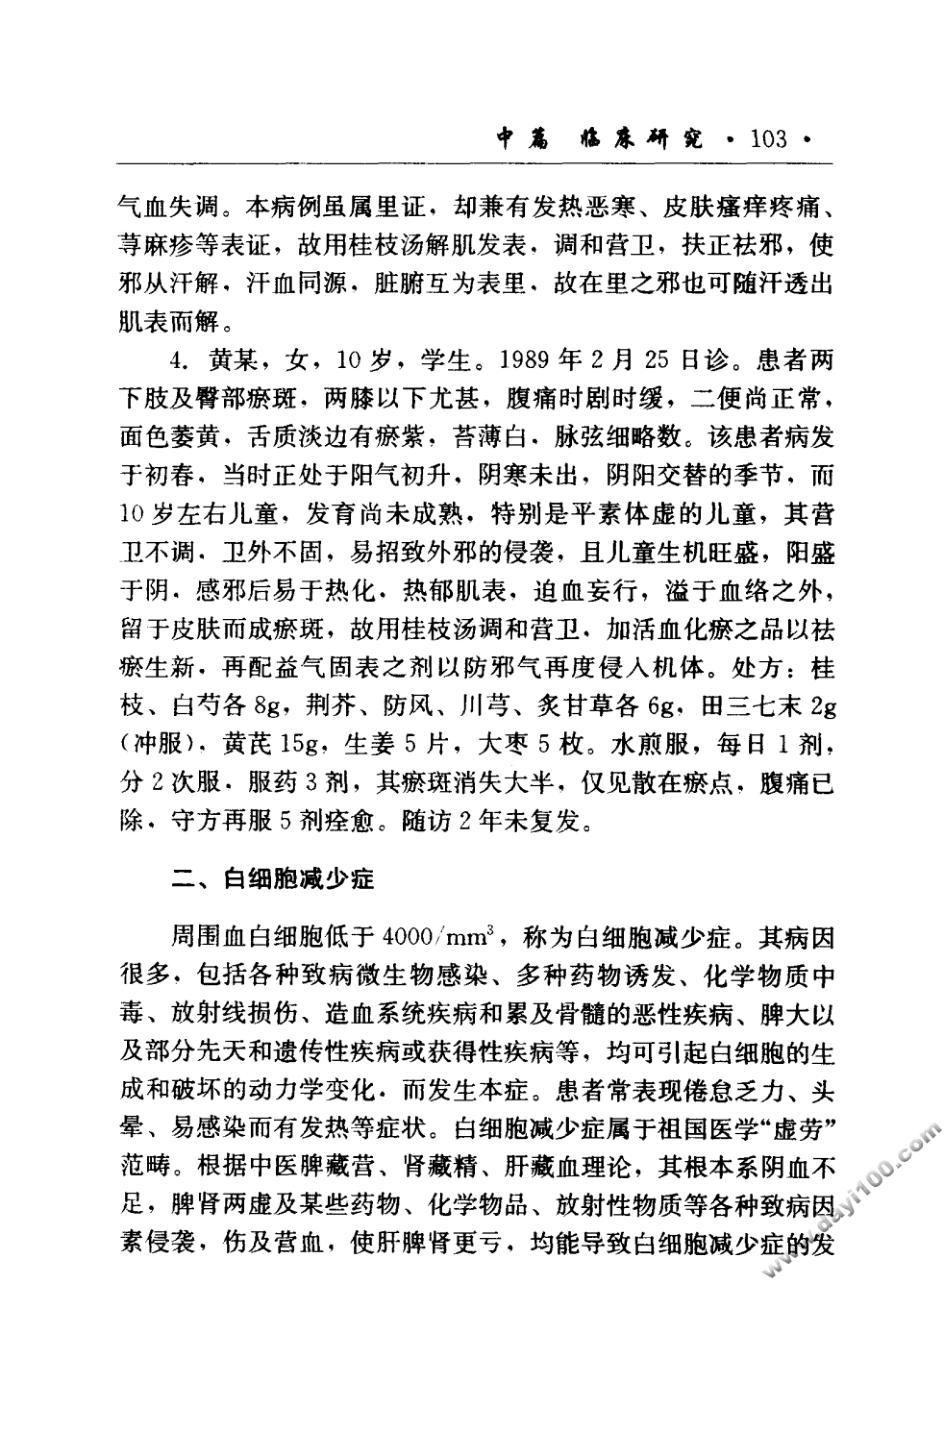 中篇 临床研究 · 103 ·
气血失调。本病例虽属里证，却兼有发热恶寒、皮肤瘙痒疼痛、
荨麻疹等表证，故用桂枝汤解肌发表，调和营卫，扶正祛邪，使
邪从汗解，汗血同源，脏腑互为表里，故在里之邪也可随汗透出
肌表而解。
4．黄某，女，10 岁，学生。1989 年 2 月 25 日诊。患者两
下肢及臀部瘀斑，两膝以下尤甚，腹痛时剧时缓，二便尚正常，
面色萎黄，舌质淡边有瘀紫，苔薄白，脉弦细略数。该患者病发
于初春，当时正处于阳气初升，阴寒未出，阴阳交替的季节，而
10 岁左右儿童，发育尚未成熟，特别是平素体虚的儿童，其营
卫不调，卫外不固，易招致外邪的侵袭，且儿童生机旺盛，阳盛
于阴，感邪后易于热化，热郁肌表，迫血妄行，溢于血络之外，
留于皮肤而成瘀斑，故用桂枝汤调和营卫，加活血化瘀之品以祛
瘀生新，再配益气固表之剂以防邪气再度侵入机体。处方：桂
枝、白芍各 8g，荆芥、防风、川芎、炙甘草各 6g，田三七末 2g
（冲服），黄芪 15g，生姜 5 片，大枣 5 枚。水煎服，每日 1 剂，
分 2 次服，服药 3 剂，其瘀斑消失大半，仅见散在瘀点，腹痛已
除，守方再服 5 剂痊愈。随访 2 年未复发。
二、白细胞减少症
周围血白细胞低于 4000/mm³，称为白细胞减少症。其病因
很多，包括各种致病微生物感染、多种药物诱发、化学物质中
毒、放射线损伤、造血系统疾病和累及骨髓的恶性疾病、脾大以
及部分先天和遗传性疾病或获得性疾病等，均可引起白细胞的生
成和破坏的动力学变化，而发生本症。患者常表现倦怠乏力、头
晕、易感染而有发热等症状。白细胞减少症属于祖国医学“虚劳”
范畴。根据中医脾藏营、肾藏精、肝藏血理论，其根本系阴血不
足，脾肾两虚及某些药物、化学物品、放射性物质等各种致病因
素侵袭，伤及营血，使肝脾肾更亏，均能导致白细胞减少症的发
www.dayi100.com